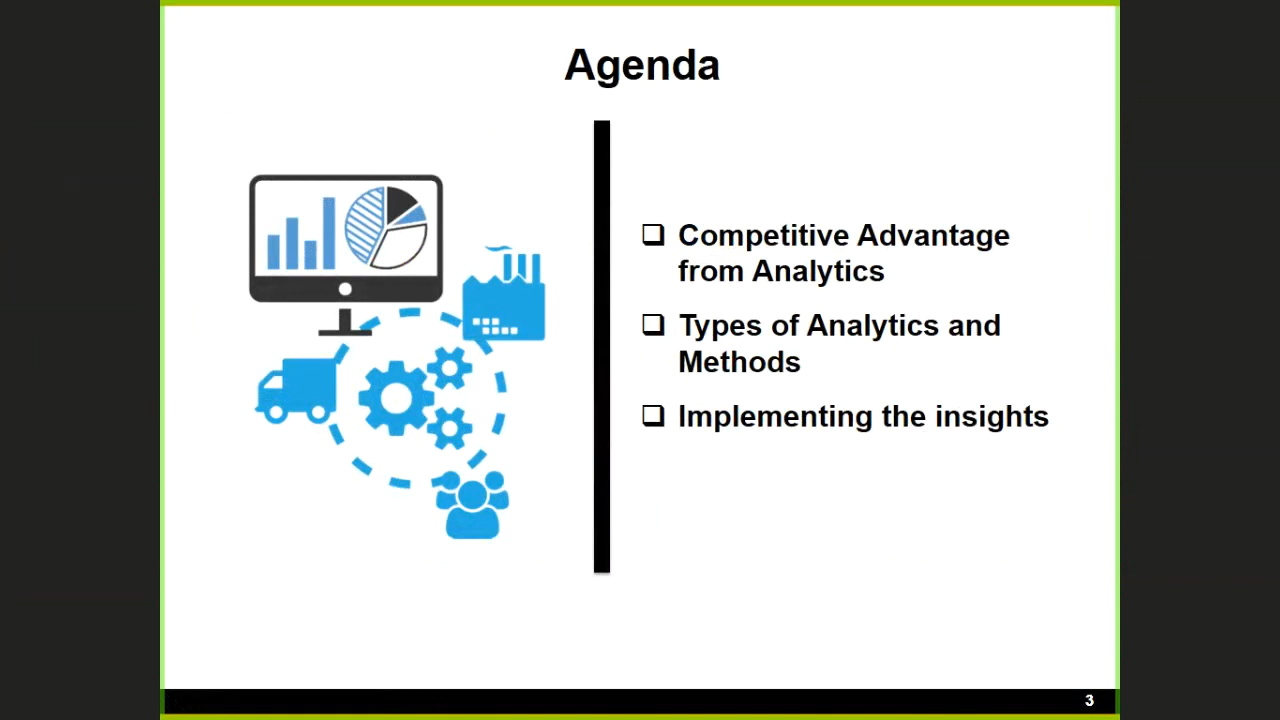 Agenda
Competitive Advantage
from Analytics
Types of Analytics and
Methods
Implementing the insights
3